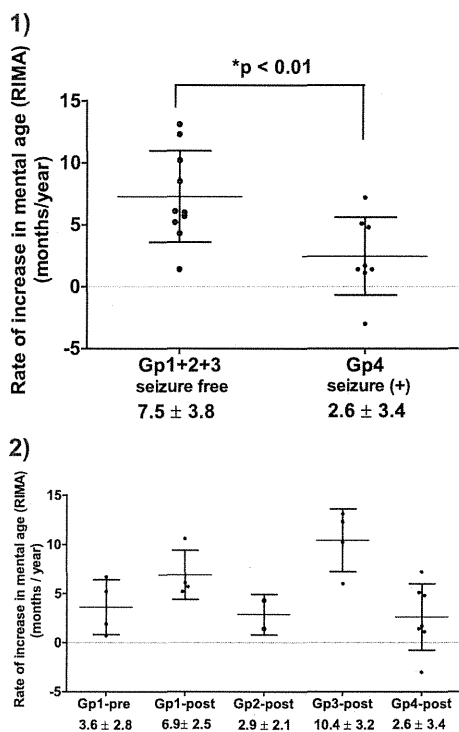 1)
*p < 0.01
Rate of increase in mental age (RIMA)
(months/year)
15
10
5
0
-5
Gp1+2+3
seizure free
7.5 ± 3.8
Gp4
seizure (+)
2.6 ± 3.4
2)
Rate of increase in mental age (RIMA)
(months / year)
15
10
5
0
-5
Gp1-pre Gp1-post Gp2-post Gp3-post Gp4-post
3.6 ± 2.8 6.9± 2.5 2.9 ± 2.1 10.4 ± 3.2 2.6 ± 3.4